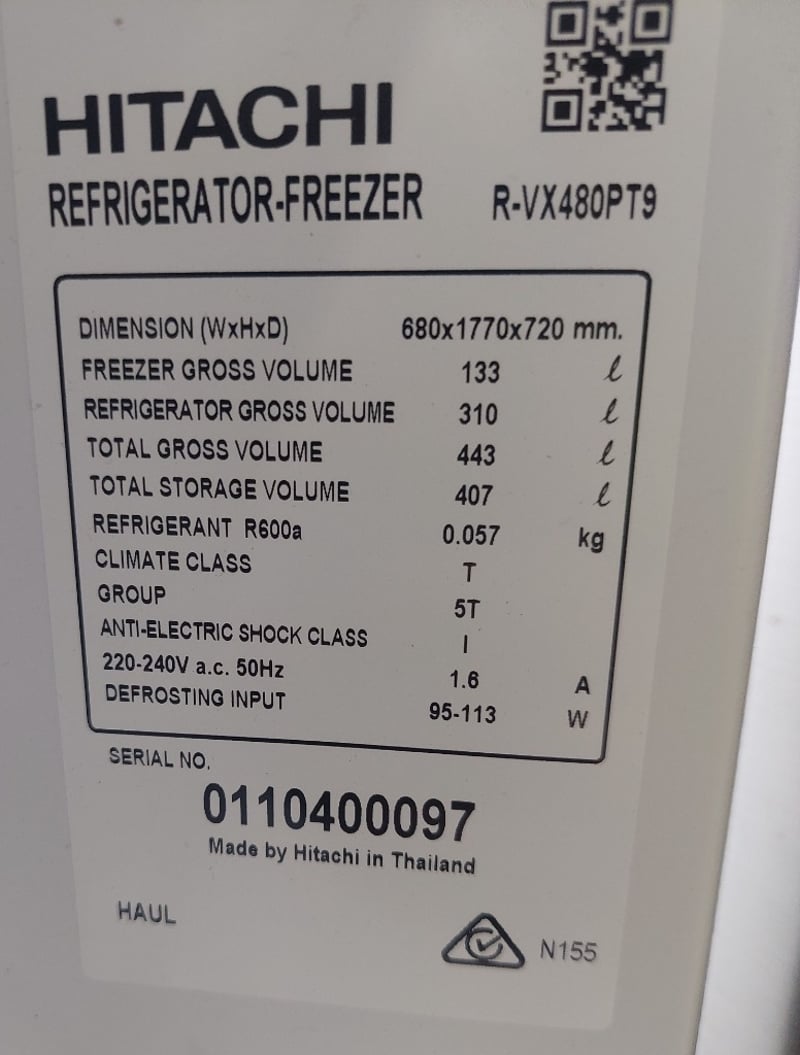 HITACHI
REFRIGERATOR-FREEZER R-VX480PT9
DIMENSION (WxHxD) 680x1770x720 mm.
FREEZER GROSS VOLUME 133 ℓ
REFRIGERATOR GROSS VOLUME 310 ℓ
TOTAL GROSS VOLUME 443 ℓ
TOTAL STORAGE VOLUME 407 ℓ
REFRIGERANT R600a 0.057 kg
CLIMATE CLASS T
GROUP 5T
ANTI-ELECTRIC SHOCK CLASS I
220-240V a.c. 50Hz 1.6 A
DEFROSTING INPUT 95-113 W
SERIAL NO.
0110400097
Made by Hitachi in Thailand
HAUL N155